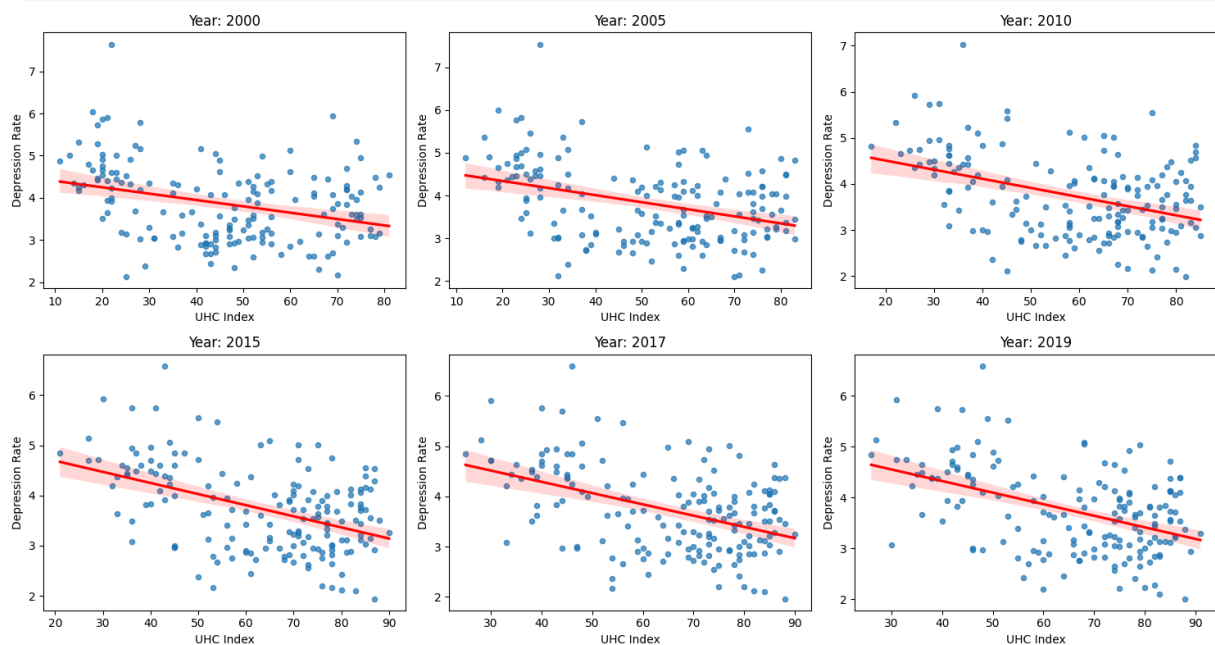 Year: 2000
Year: 2005
Year: 2010
Depression Rate
7
6
5
4
3
2
10 20 30 40 50 60 70 80
UHC Index
Depression Rate
7
6
5
4
3
2
10 20 30 40 50 60 70 80
UHC Index
Depression Rate
7
6
5
4
3
2
20 30 40 50 60 70 80
UHC Index
Year: 2015
Year: 2017
Year: 2019
Depression Rate
6
5
4
3
2
20 30 40 50 60 70 80 90
UHC Index
Depression Rate
6
5
4
3
2
30 40 50 60 70 80 90
UHC Index
Depression Rate
6
5
4
3
2
30 40 50 60 70 80 90
UHC Index